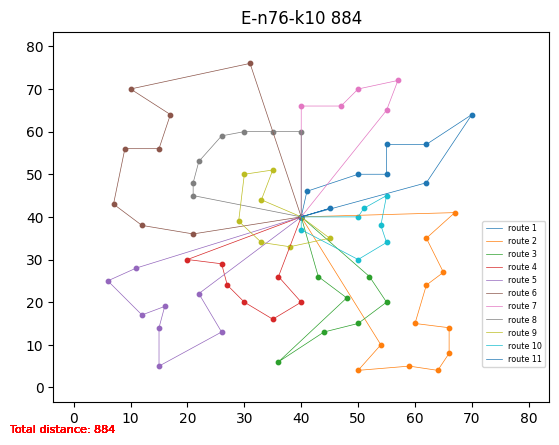 E-n76-k10 884
80
70
60
50
40
30
20
10
0
0 10 20 30 40 50 60 70 80
route 1
route 2
route 3
route 4
route 5
route 6
route 7
route 8
route 9
route 10
route 11
Total distance: 884